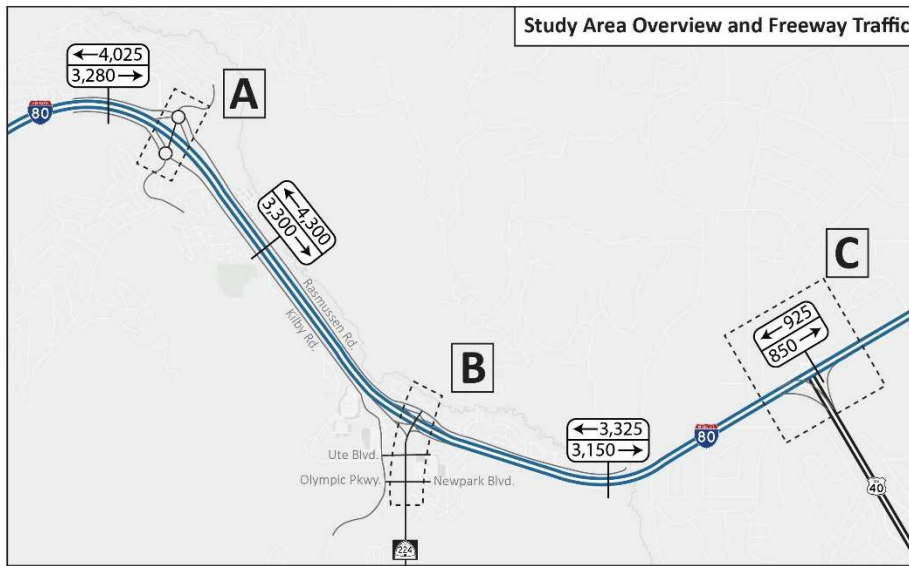 Study Area Overview and Freeway Traffic
←4,025
3,280→
A
80
←4,300
3,300→
C
←925
850→
Rasmussen Rd.
Kilby Rd.
B
←3,325
3,150→
80
Ute Blvd.
Olympic Pkwy.
Newpark Blvd.
40
224